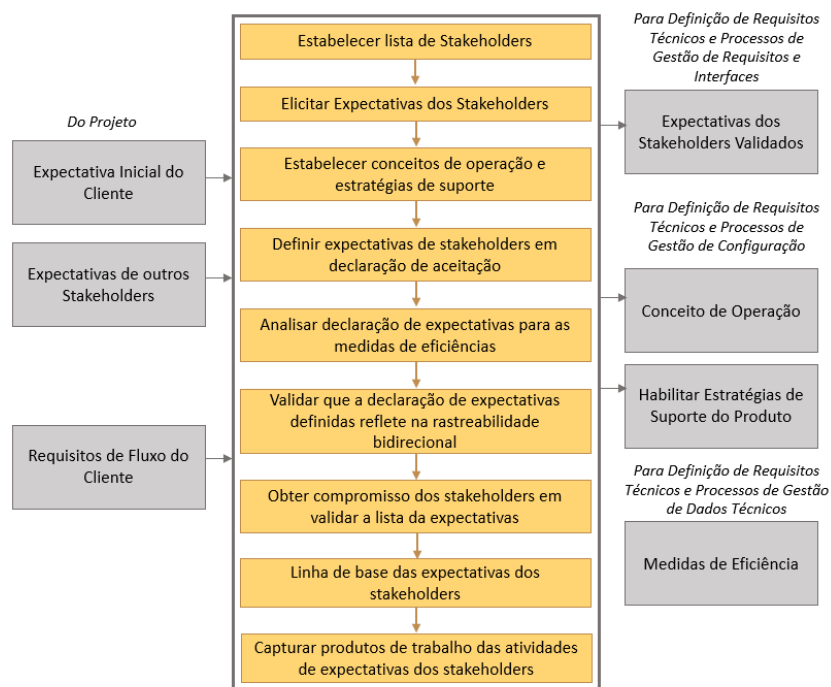 Do Projeto
Expectativa Inicial do
Cliente
Expectativas de outros
Stakeholders
Requisitos de Fluxo do
Cliente
Estabelecer lista de Stakeholders
Elicitar Expectativas dos Stakeholders
Estabelecer conceitos de operação e
estratégias de suporte
Definir expectativas de stakeholders em
declaração de aceitação
Analisar declaração de expectativas para as
medidas de eficiências
Validar que a declaração de expectativas
definidas reflete na rastreabilidade
bidirecional
Obter compromisso dos stakeholders em
validar a lista da expectativas
Linha de base das expectativas dos
stakeholders
Capturar produtos de trabalho das atividades
de expectativas dos stakeholders
Para Definição de Requisitos
Técnicos e Processos de
Gestão de Requisitos e
Interfaces
Expectativas dos
Stakeholders Validados
Para Definição de Requisitos
Técnicos e Processos de
Gestão de Configuração
Conceito de Operação
Habilitar Estratégias de
Suporte do Produto
Para Definição de Requisitos
Técnicos e Processos de Gestão
de Dados Técnicos
Medidas de Eficiência